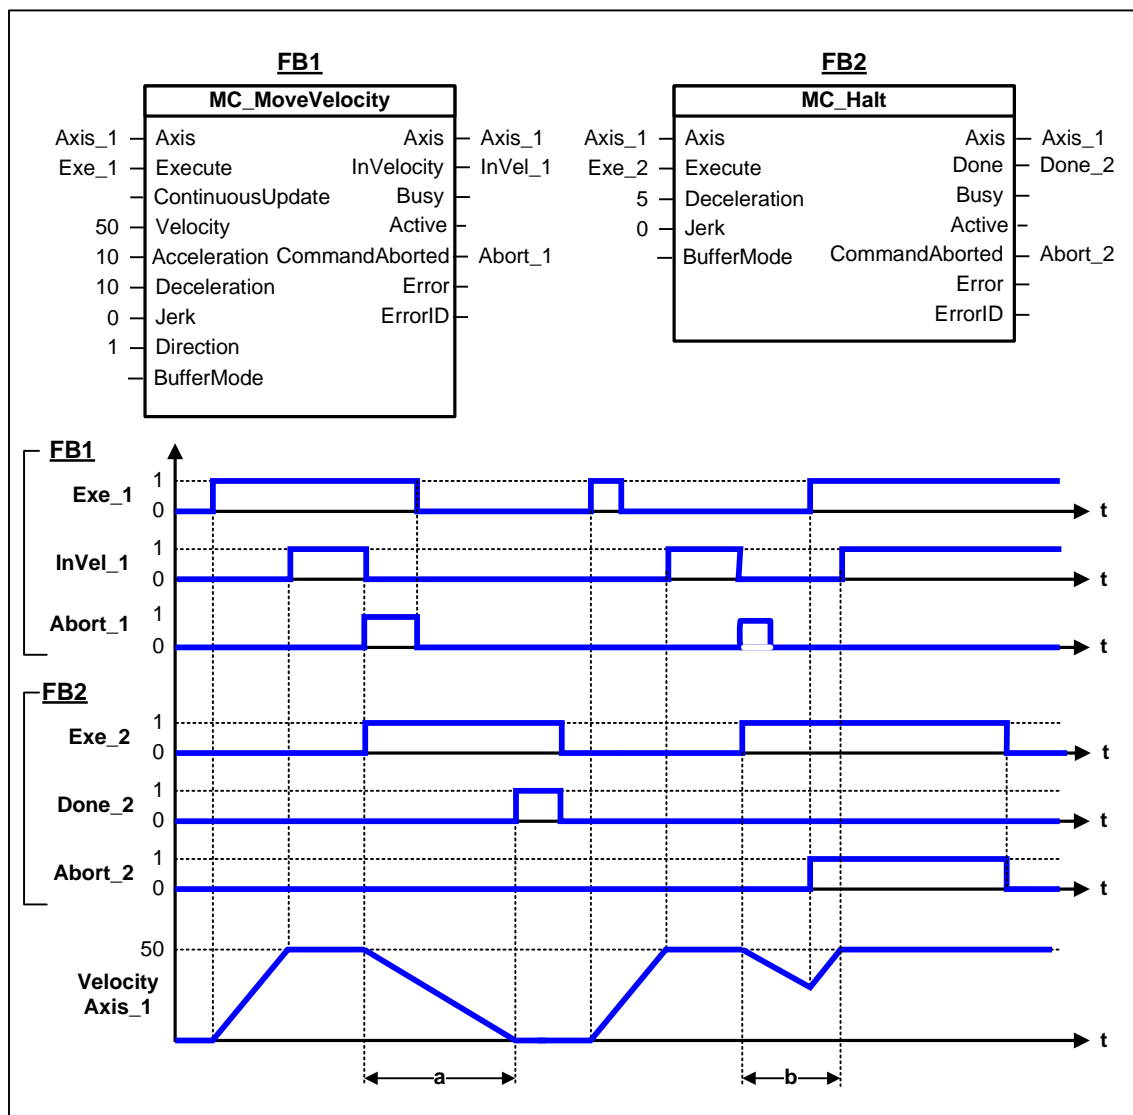 FB1
FB2
MC_MoveVelocity
MC_Halt
Axis_1 Axis Axis Axis_1
Exe_1 Execute InVelocity InVel_1
ContinuousUpdate Busy
50 Velocity Active
10 Acceleration CommandAborted Abort_1
10 Deceleration Error
0 Jerk ErrorID
1 Direction
BufferMode
Axis_1 Axis Axis Axis_1
Exe_2 Execute Done Done_2
5 Deceleration Busy
0 Jerk Active
BufferMode CommandAborted Abort_2
Error
ErrorID
FB1
1
Exe_1
0
t
1
InVel_1
0
t
1
Abort_1
0
t
FB2
1
Exe_2
0
t
1
Done_2
0
t
1
Abort_2
0
t
50
Velocity
Axis_1
t
a
b